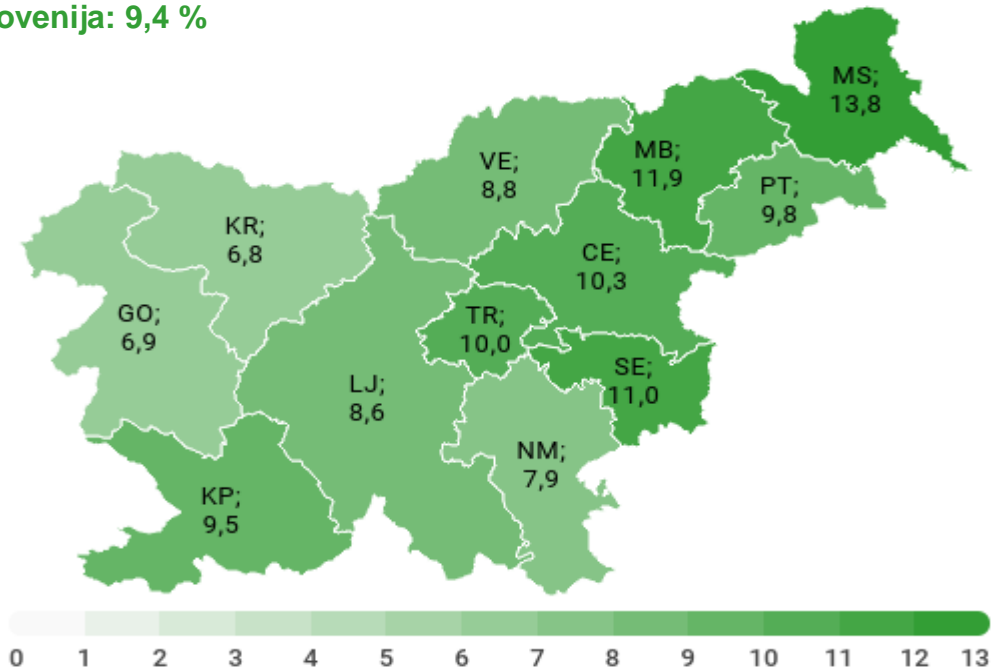 ovenija: 9,4 %
MS;
13,8
MB;
11,9
VE;
8,8
PT;
9,8
KR;
6,8
CE;
10,3
GO;
6,9
TR;
10,0
SE;
11,0
LJ;
8,6
NM;
7,9
KP;
9,5
0 1 2 3 4 5 6 7 8 9 10 11 12 13